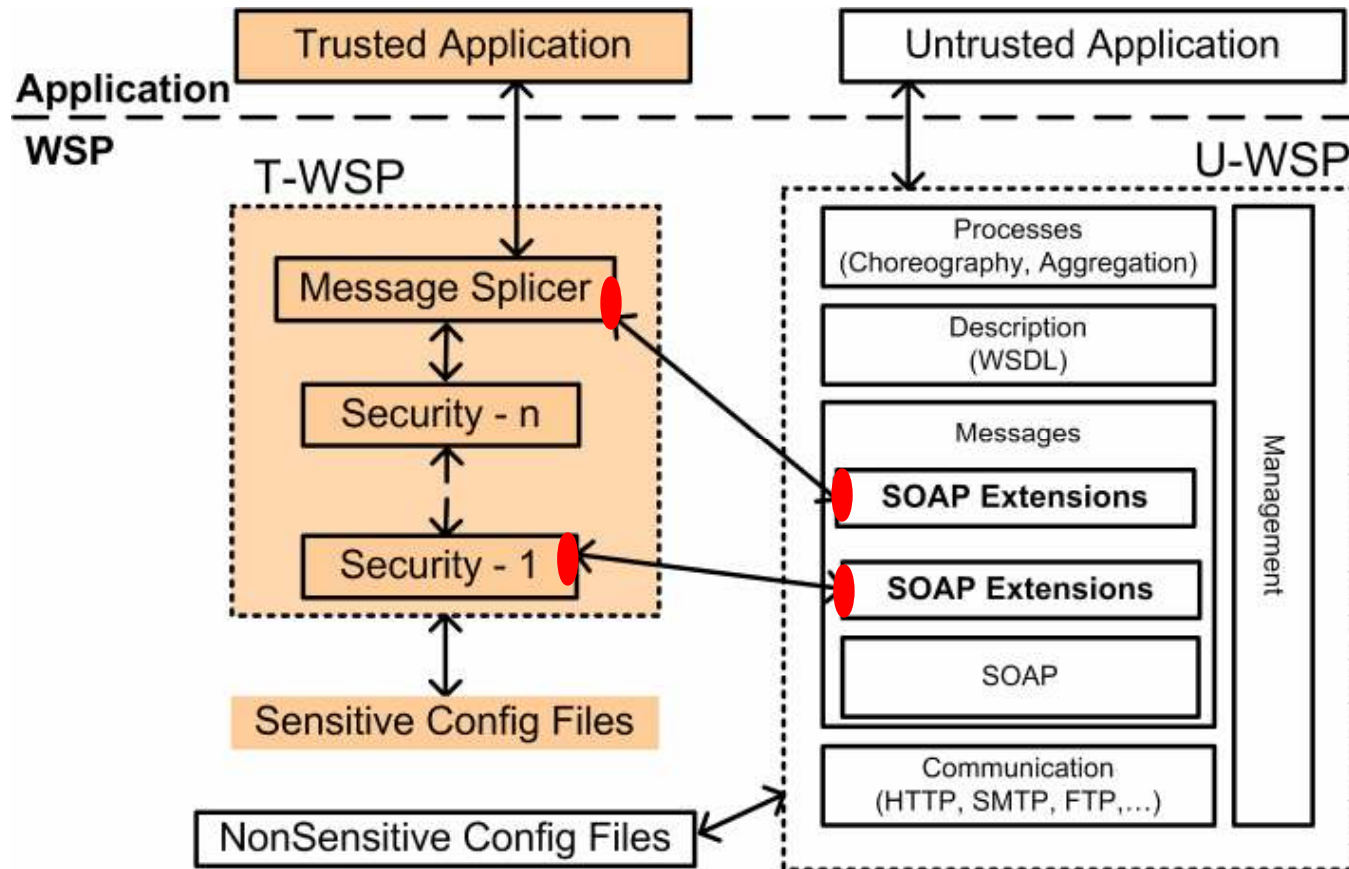 Trusted Application
Untrusted Application
Application
WSP
T-WSP
U-WSP
Message Splicer
Security - n
Security - 1
Sensitive Config Files
NonSensitive Config Files
Processes
(Choreography, Aggregation)
Description
(WSDL)
Messages
SOAP Extensions
SOAP Extensions
SOAP
Communication
(HTTP, SMTP, FTP,...)
Management